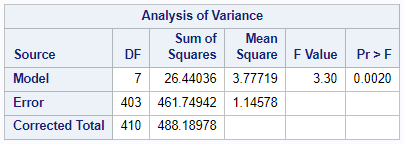 Analysis of Variance
Source DF Sum of Squares Mean Square F Value Pr > F
Model 7 26.44036 3.77719 3.30 0.0020
Error 403 461.74942 1.14578
Corrected Total 410 488.18978